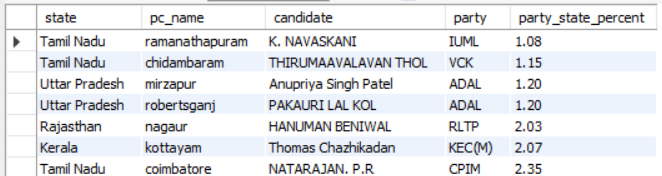 state pc_name candidate party party_state_percent
Tamil Nadu ramanathapuram K. NAVASKANI IUML 1.08
Tamil Nadu chidambaram THIRUMAAVALAVAN THOL VCK 1.15
Uttar Pradesh mirzapur Anupriya Singh Patel ADAL 1.20
Uttar Pradesh robertsganj PAKAURI LAL KOL ADAL 1.20
Rajasthan nagaur HANUMAN BENIWAL RLTP 2.03
Kerala kottayam Thomas Chazhikadan KEC(M) 2.07
Tamil Nadu coimbatore NATARAJAN. P.R CPIM 2.35